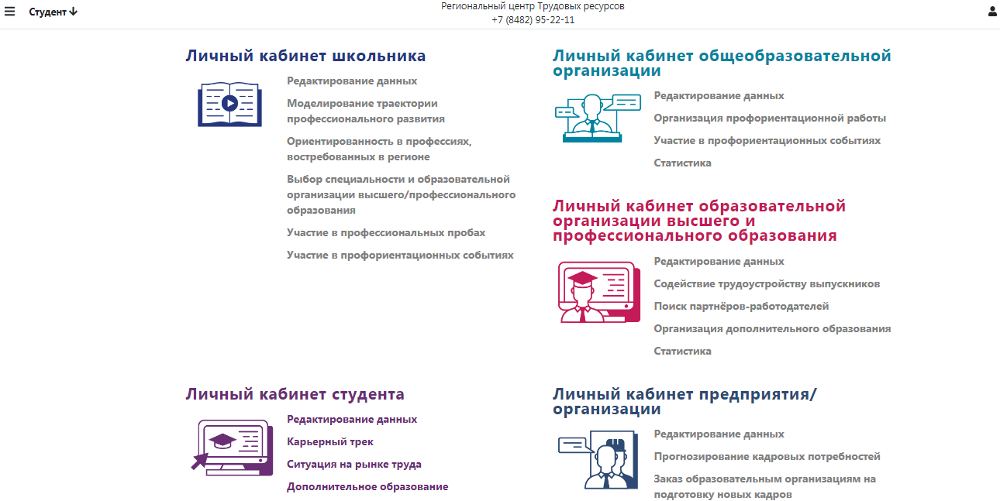 Студент
Региональный центр Трудовых ресурсов
+7 (8482) 95-22-11
Личный кабинет школьника
Редактирование данных
Моделирование траектории
профессионального развития
Ориентированность в профессиях,
востребованных в регионе
Выбор специальности и образовательной
организации высшего/профессионального
образования
Участие в профессиональных пробах
Участие в профориентационных событиях
Личный кабинет общеобразовательной
организации
Редактирование данных
Организация профориентационной работы
Участие в профориентационных событиях
Статистика
Личный кабинет образовательной
организации высшего и
профессионального образования
Редактирование данных
Содействие трудоустройству выпускников
Поиск партнёров-работодателей
Организация дополнительного образования
Статистика
Личный кабинет студента
Редактирование данных
Карьерный трек
Ситуация на рынке труда
Дополнительное образование
Личный кабинет предприятия/
организации
Редактирование данных
Прогнозирование кадровых потребностей
Заказ образовательным организациям на
подготовку новых кадров